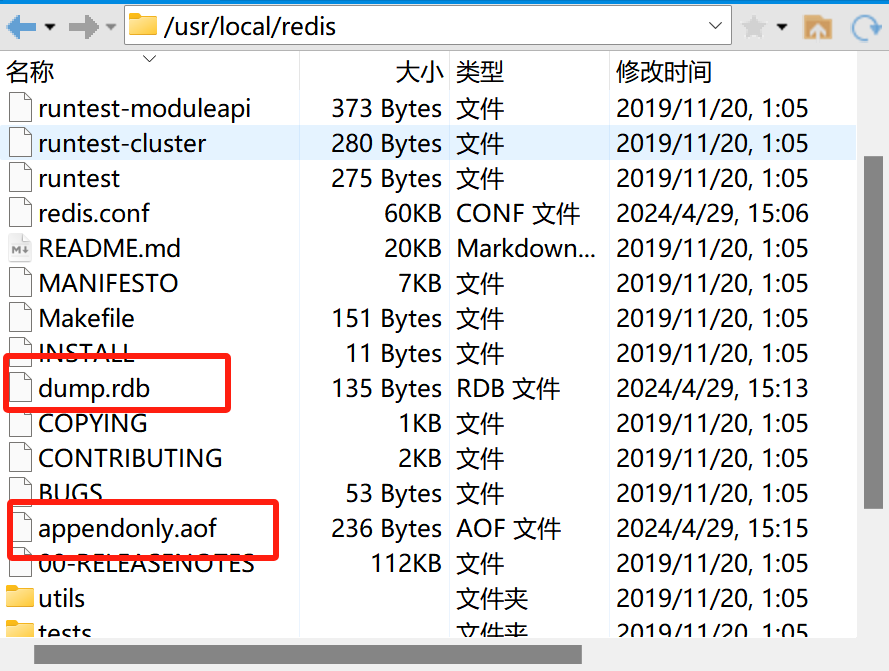 /usr/local/redis
名称 大小 类型 修改时间
runtest-moduleapi 373 Bytes 文件 2019/11/20, 1:05
runtest-cluster 280 Bytes 文件 2019/11/20, 1:05
runtest 275 Bytes 文件 2019/11/20, 1:05
redis.conf 60KB CONF 文件 2024/4/29, 15:06
README.md 20KB Markdown... 2019/11/20, 1:05
MANIFESTO 7KB 文件 2019/11/20, 1:05
Makefile 151 Bytes 文件 2019/11/20, 1:05
INSTALL 11 Bytes 文件 2019/11/20, 1:05
dump.rdb 135 Bytes RDB 文件 2024/4/29, 15:13
COPYING 1KB 文件 2019/11/20, 1:05
CONTRIBUTING 2KB 文件 2019/11/20, 1:05
BUGS 53 Bytes 文件 2019/11/20, 1:05
appendonly.aof 236 Bytes AOF 文件 2024/4/29, 15:15
00-RELEASENOTES 112KB 文件 2019/11/20, 1:05
utils 文件夹 2019/11/20, 1:05
tests 文件夹 2019/11/20, 1:05